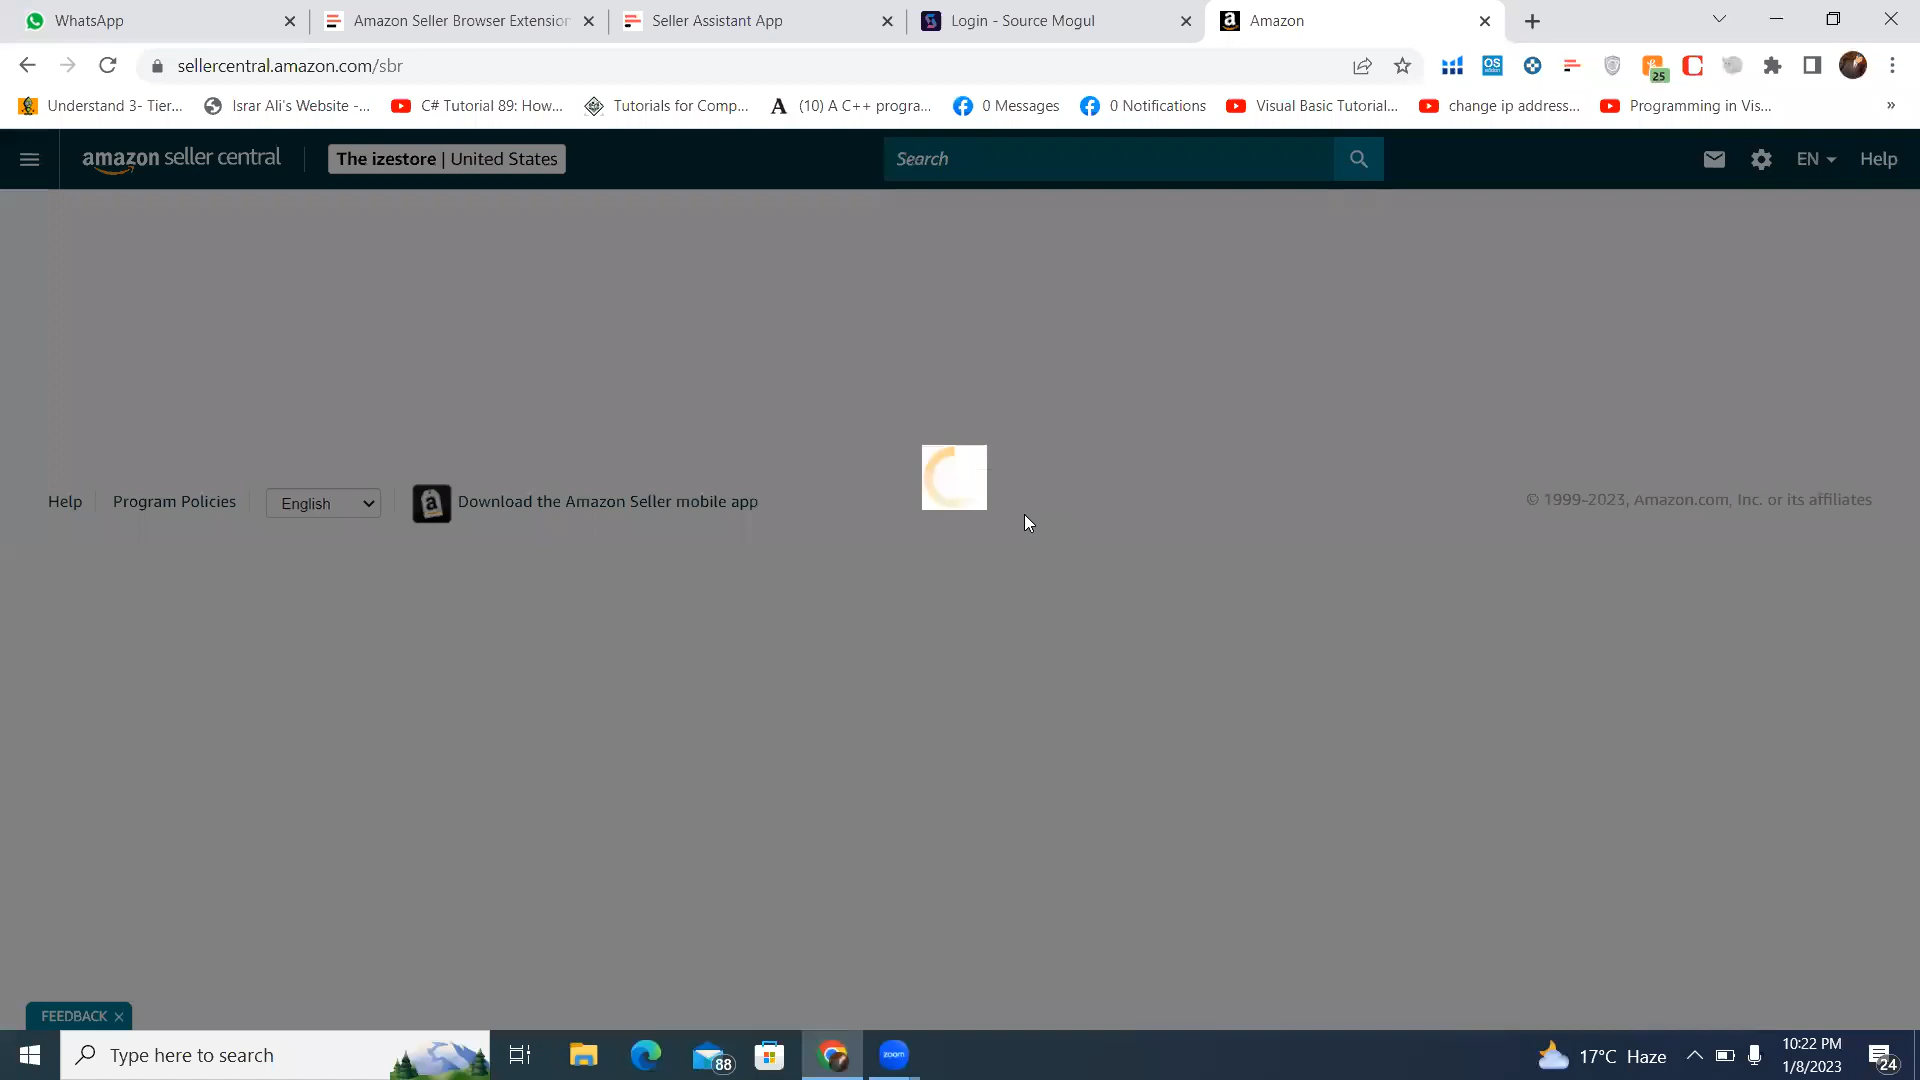 WhatsApp
Amazon Seller Browser Extension
Seller Assistant App
Login - Source Mogul
Amazon
sellercentral.amazon.com/sbr
25
Understand 3- Tier...
Israr Ali's Website -...
C# Tutorial 89: How...
Tutorials for Comp...
(10) A C++ progra...
0 Messages
0 Notifications
Visual Basic Tutorial...
change ip address...
Programming in Vis...
»
amazon seller central
The izestore | United States
Search
EN
Help
Help
Program Policies
English
Download the Amazon Seller mobile app
© 1999-2023, Amazon.com, Inc. or its affiliates
FEEDBACK
Type here to search
88
zoom
17°C Haze
10:22 PM
1/8/2023
24